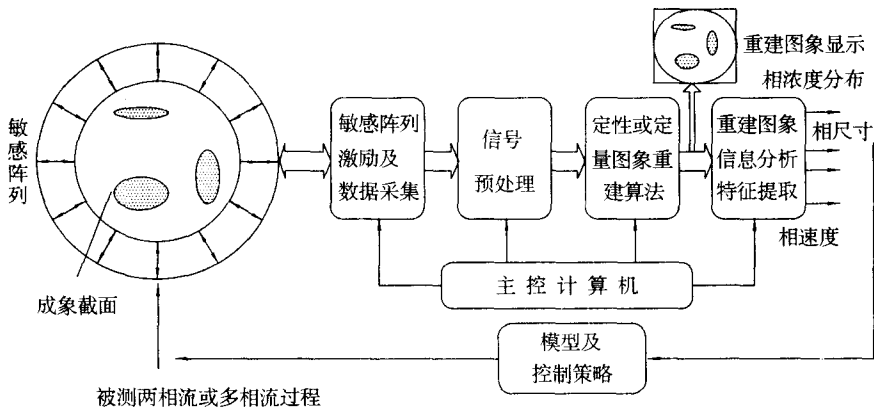 重建图象显示
相浓度分布
敏感阵列
敏感阵列
激励及
数据采集
信号
预处理
定性或定
量图象重
建算法
重建图象
信息分析
特征提取
相尺寸
相速度
主控计算机
成象截面
模型及
控制策略
被测两相流或多相流过程